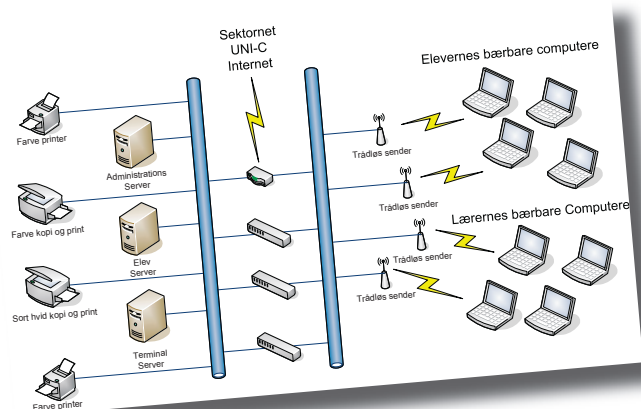 Sektornet
UNI-C
Internet
Elevernes bærbare computere
Farve printer
Administrations
Server
Trådløs sender
Farve kopi og print
Trådløs sender
Lærernes bærbare Computere
Elev
Server
Trådløs sender
Sort hvid kopi og print
Trådløs sender
Terminal
Server
Farve printer